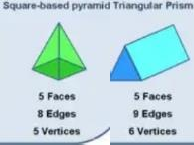 Square-based pyramid Triangular Prism
5 Faces 5 Faces
8 Edges 9 Edges
5 Vertices 6 Vertices